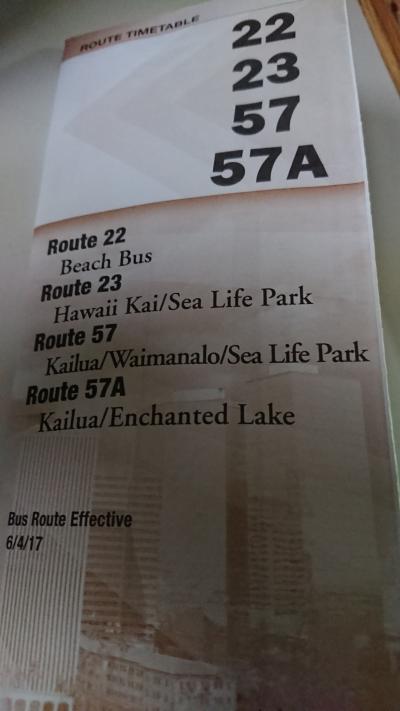 ROUTE TIMETABLE
22
23
57
57A
Route 22
Beach Bus
Route 23
Hawaii Kai/Sea Life Park
Route 57
Kailua/Waimanalo/Sea Life Park
Route 57A
Kailua/Enchanted Lake
Bus Route Effective
6/4/17